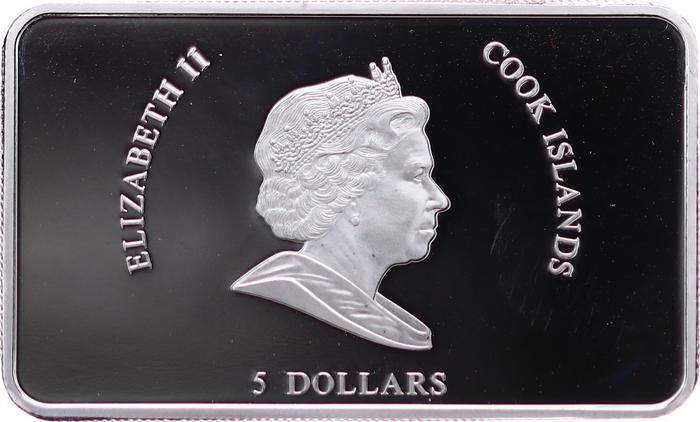 ELIZABETH II
COOK ISLANDS
5 DOLLARS